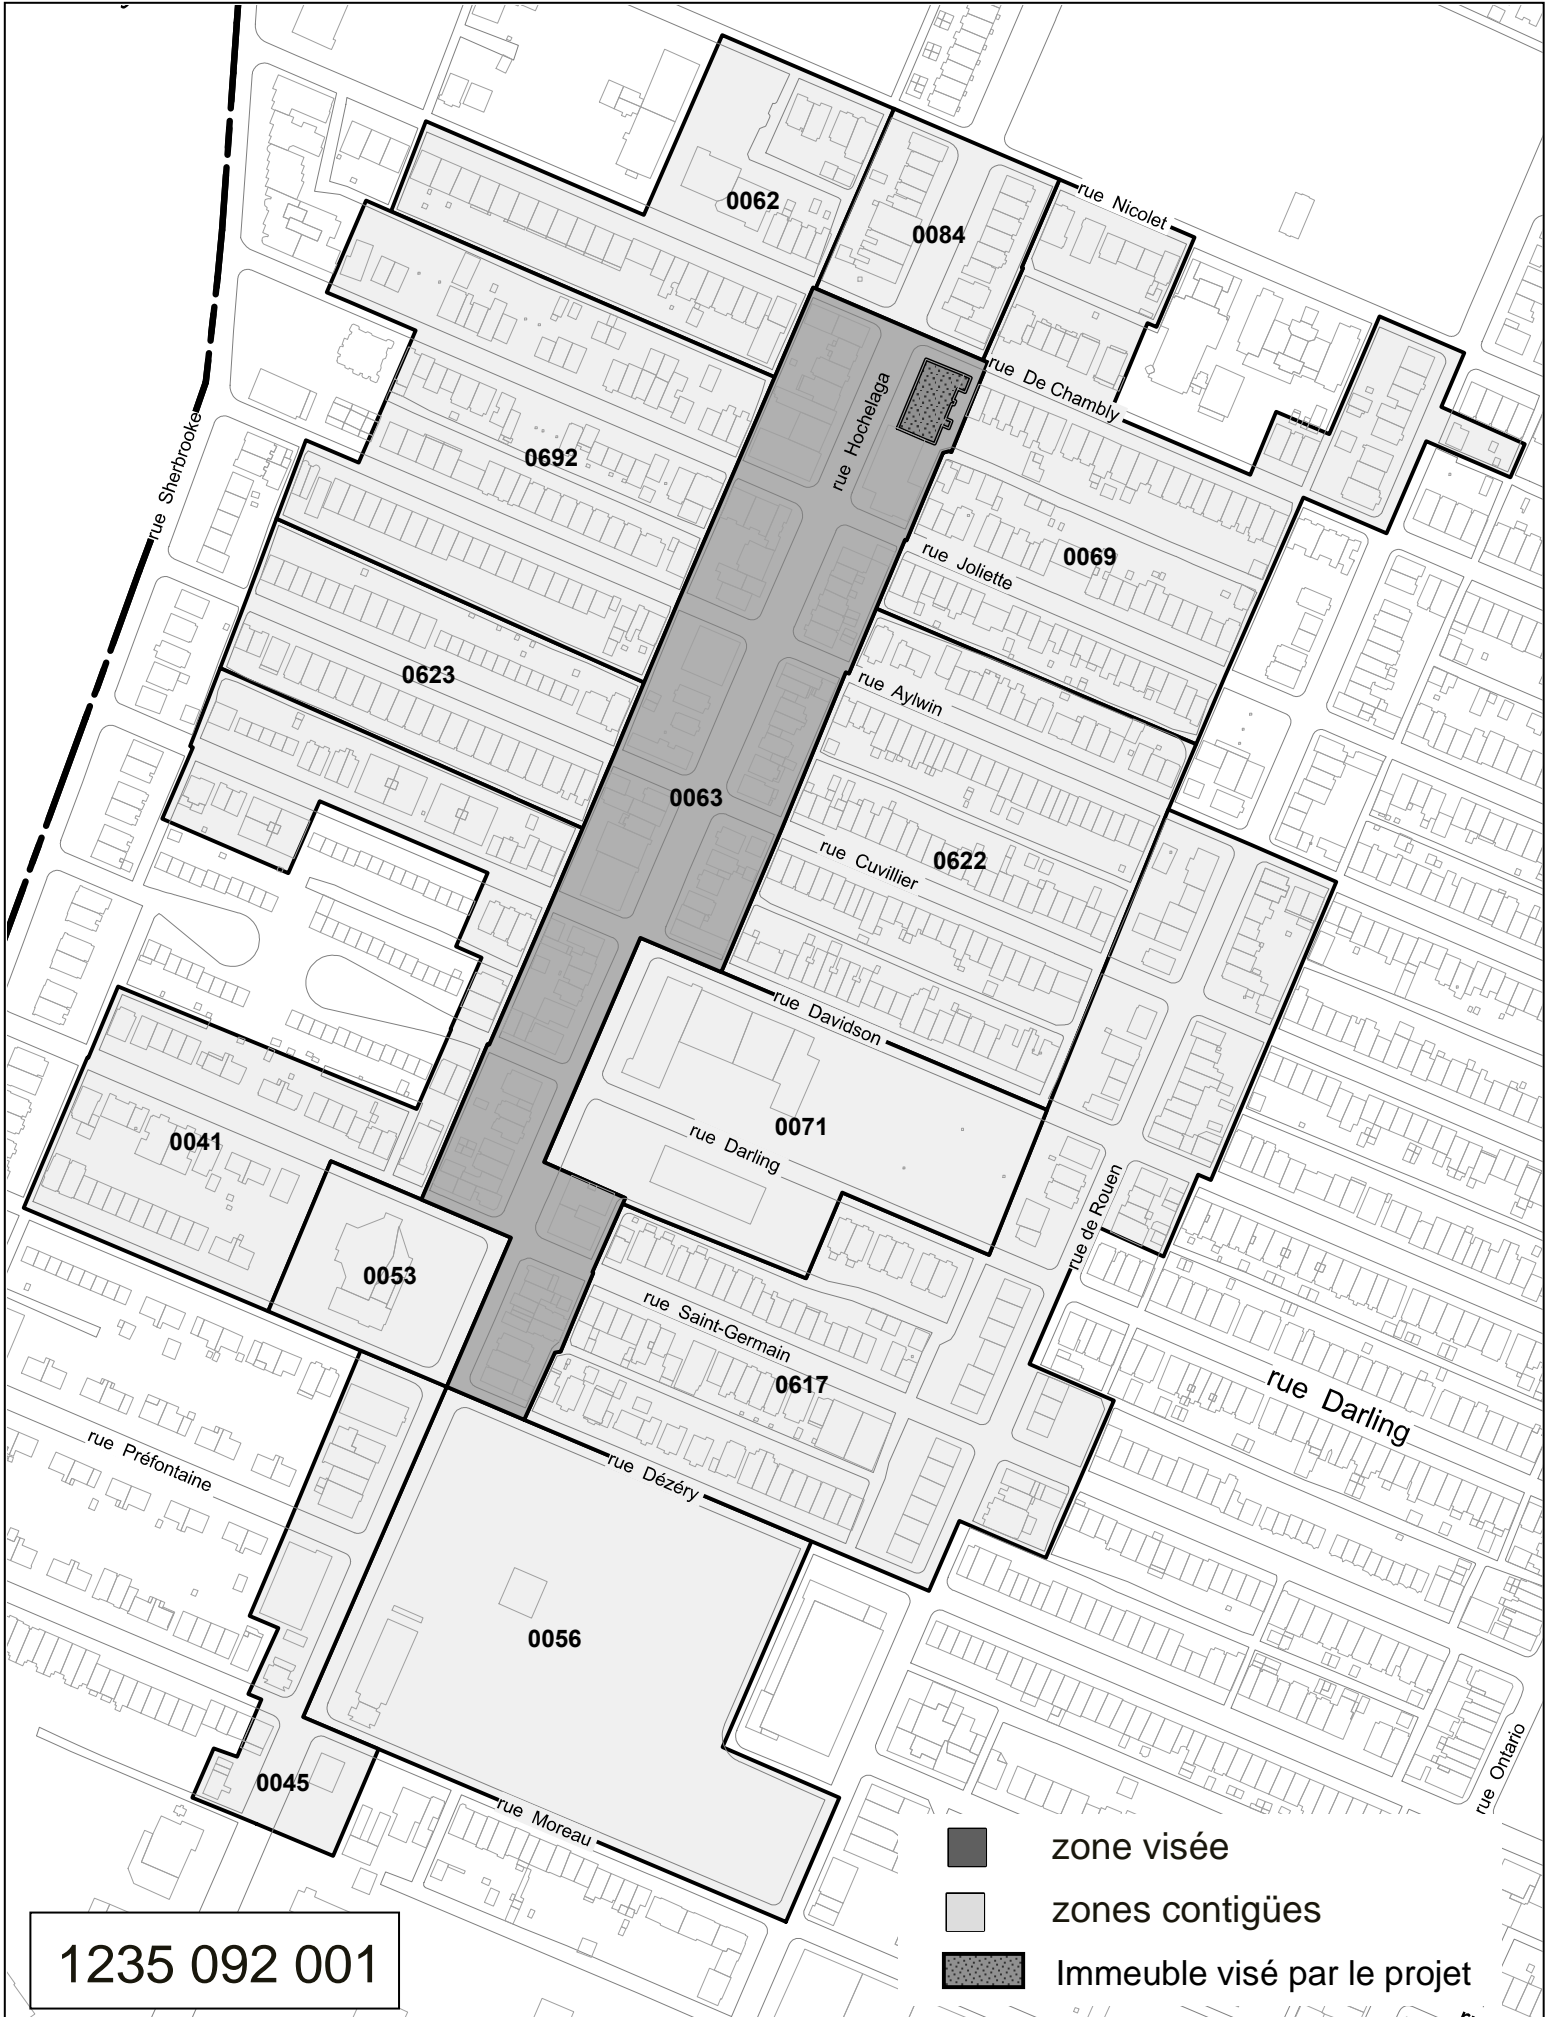 0062
rue Nicolet
0084
rue De Chambly
rue Hochelaga
rue Sherbrooke
0692
rue Joliette
0069
0623
rue Aylwin
0063
rue Cuvillier
0622
rue Davidson
0071
rue Darling
0041
rue de Rouen
0053
rue Saint-Germain
0617
rue Darling
rue Préfontaine
rue Dézéry
0056
0045
rue Moreau
rue Ontario
zone visée
zones contigües
Immeuble visé par le projet
1235 092 001